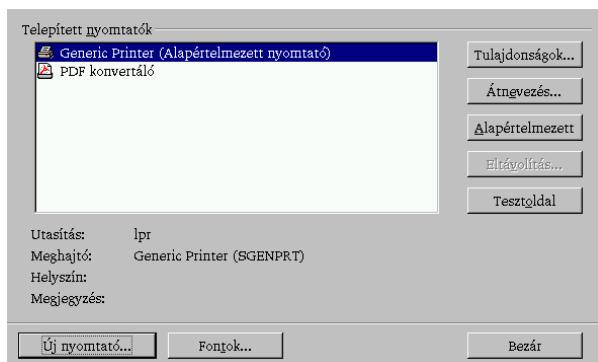 Telepített nyomtatók
Generic Printer (Alapértelmezett nyomtató)
PDF konvertáló
Tulajdonságok...
Átnevezés...
Alapértelmezett
Eltávolítás...
Tesztoldal
Utasítás: lpr
Meghajtó: Generic Printer (SGENPRT)
Helyszín:
Megjegyzés:
Új nyomtató... Fontok... Bezár